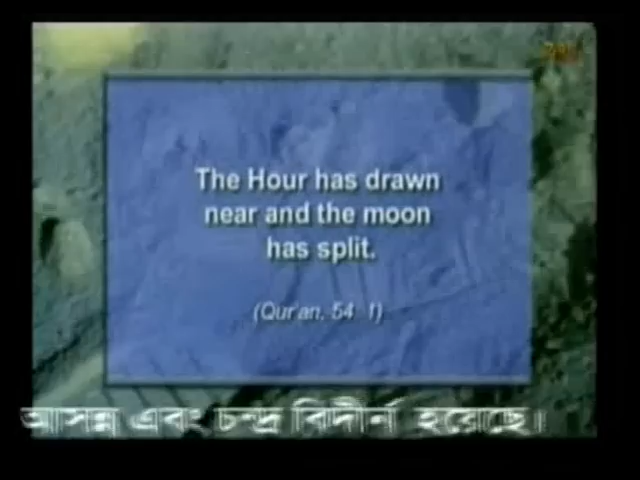 The Hour has drawn
near and the moon
has split.
(Qur'an, 54 1)
আসন্ন এবং চন্দ্র বিদীর্ন হয়েছে।